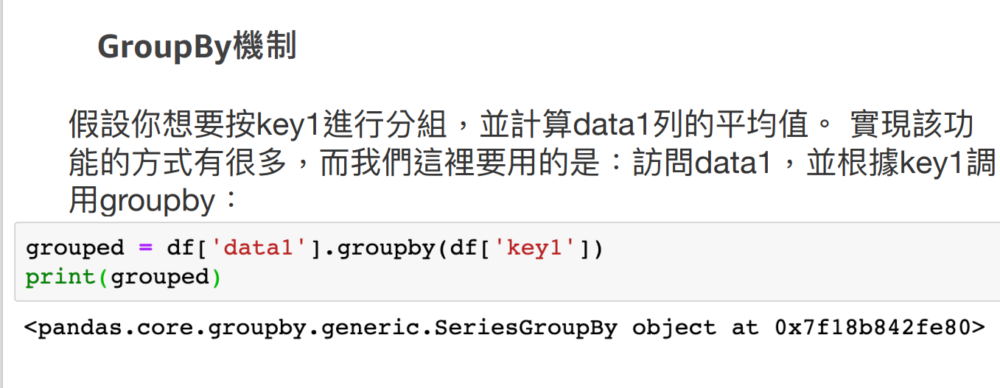 GroupBy機制
假設你想要按key1進行分組，並計算data1列的平均值。 實現該功
能的方式有很多，而我們這裡要用的是：訪問data1，並根據key1調
用groupby：
grouped = df['data1'].groupby(df['key1'])
print(grouped)
<pandas.core.groupby.generic.SeriesGroupBy object at 0x7f18b842fe80>